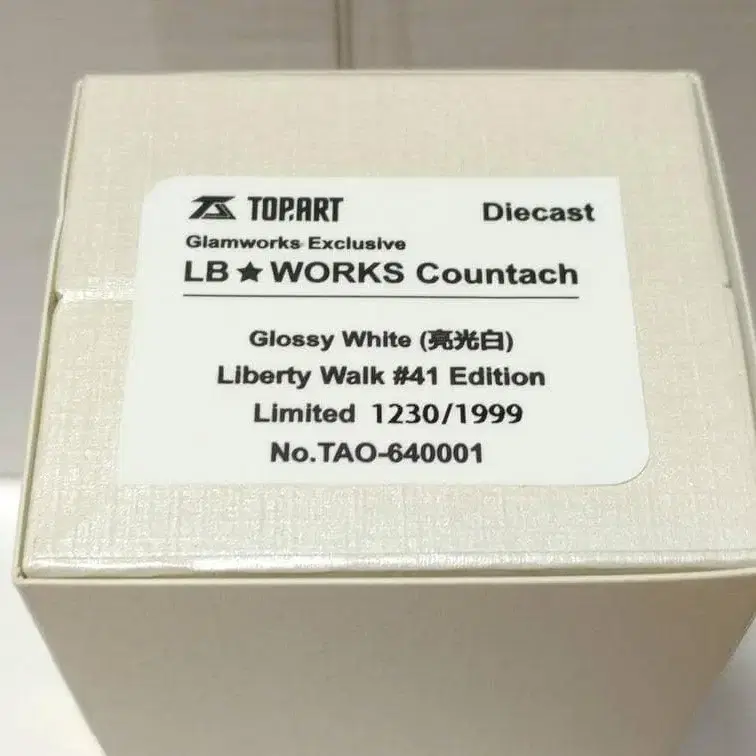 TOP.ART Diecast
Glamworks Exclusive
LB★WORKS Countach
Glossy White (亮光白)
Liberty Walk #41 Edition
Limited 1230/1999
No.TAO-640001